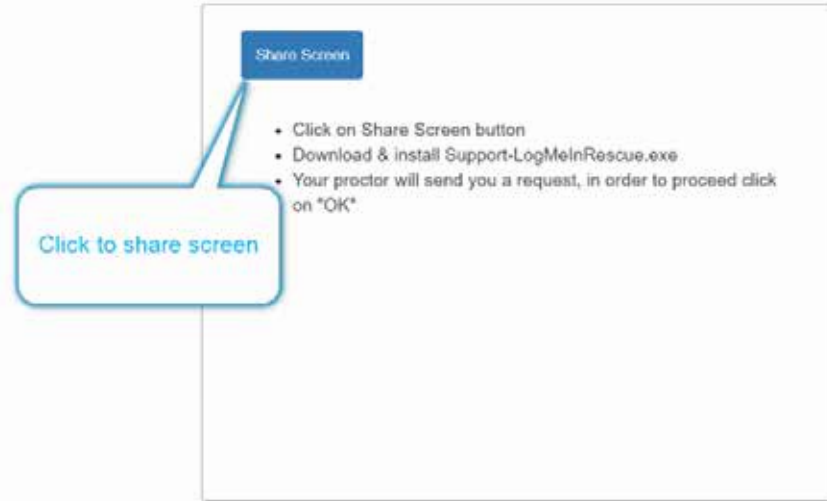 Share Screen
• Click on Share Screen button
• Download & install Support-LogMeInRescue.exe
• Your proctor will send you a request, in order to proceed click
on "OK"
Click to share screen